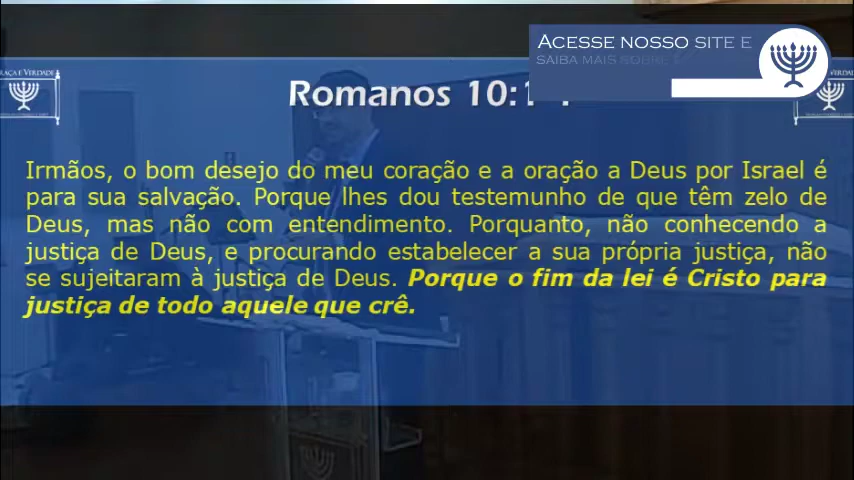 ACESSE NOSSO SITE E
SAIBA MAIS SOBRE
RAÇA E VERDADE
Romanos 10:1
Irmãos, o bom desejo do meu coração e a oração a Deus por Israel é
para sua salvação. Porque lhes dou testemunho de que têm zelo de
Deus, mas não com entendimento. Porquanto, não conhecendo a
justiça de Deus, e procurando estabelecer a sua própria justiça, não
se sujeitaram à justiça de Deus. Porque o fim da lei é Cristo para
justiça de todo aquele que crê.